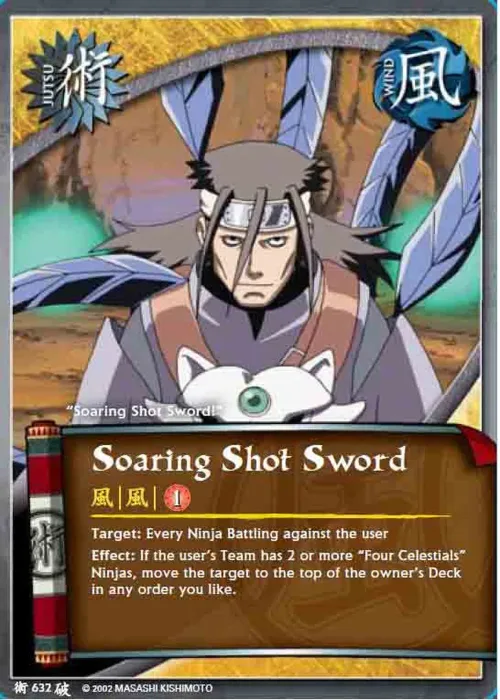 JUTSU 術
WIND 風
"Soaring Shot Sword!"
Soaring Shot Sword
風|風|1
Target: Every Ninja Battling against the user
Effect: If the user's Team has 2 or more "Four Celestials"
Ninjas, move the target to the top of the owner's Deck
in any order you like.
術
術 632 破 © 2002 MASASHI KISHIMOTO